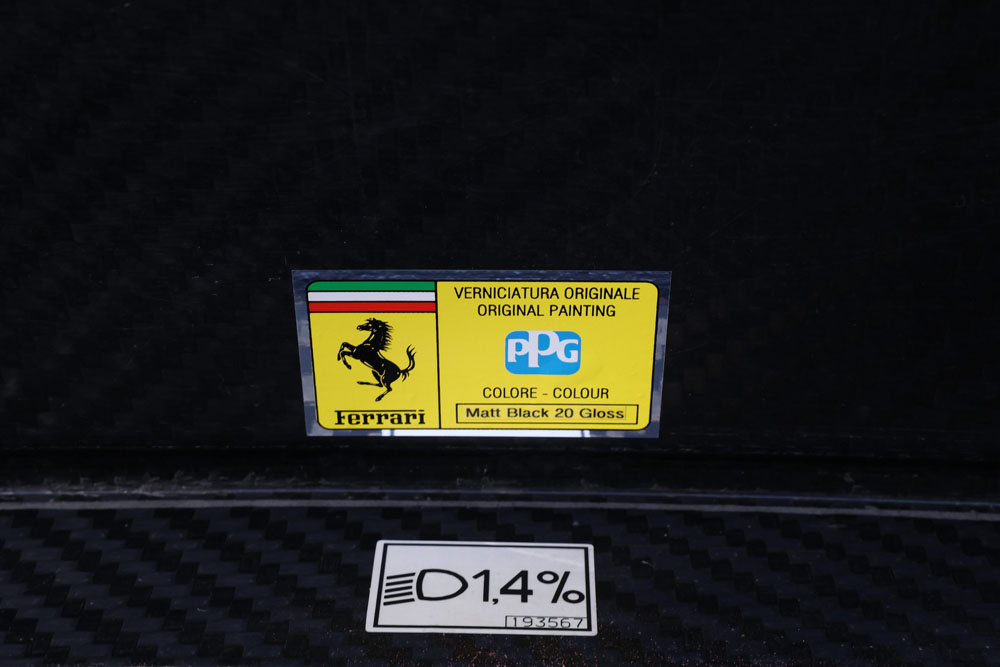 VERNICIATURA ORIGINALE
ORIGINAL PAINTING
PPG
COLORE - COLOUR
Matt Black 20 Gloss
Ferrari
1,4%
193567